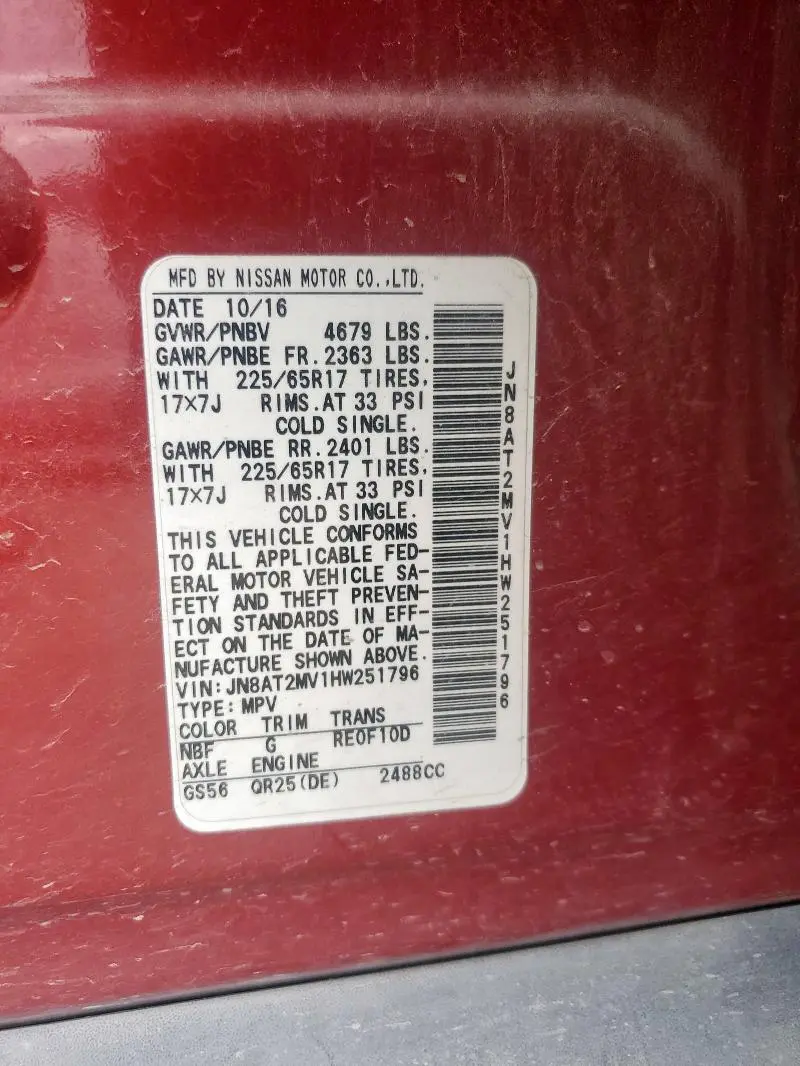 MFD BY NISSAN MOTOR CO.,LTD.
DATE 10/16
GVWR/PNBV 4679 LBS.
GAWR/PNBE FR.2363 LBS.
WITH 225/65R17 TIRES,
17×7J RIMS.AT 33 PSI
COLD SINGLE.
GAWR/PNBE RR.2401 LBS.
WITH 225/65R17 TIRES,
17×7J RIMS.AT 33 PSI
COLD SINGLE.
THIS VEHICLE CONFORMS
TO ALL APPLICABLE FED-
ERAL MOTOR VEHICLE SA-
FETY AND THEFT PREVEN-
TION STANDARDS IN EFF-
ECT ON THE DATE OF MA-
NUFACTURE SHOWN ABOVE.
VIN:JN8AT2MV1HW251796
TYPE:MPV
COLOR TRIM TRANS
NBF G RE0F10D
AXLE ENGINE
GS56 QR25(DE) 2488CC
JN8AT2MV1HW251796